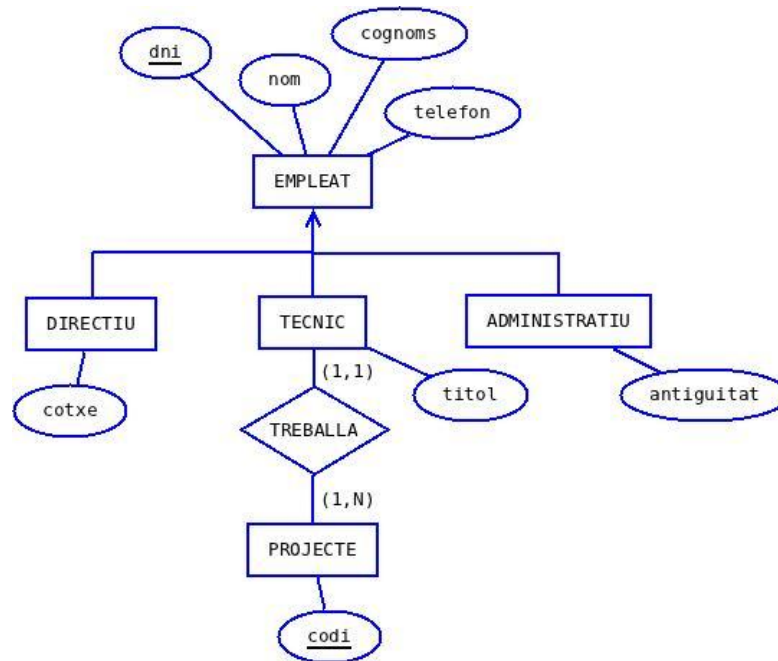 cognoms
dni
nom
telefon
EMPLEAT
DIRECTIU
TECNIC
ADMINISTRATIU
(1,1)
cotxe
titol
antiguitat
TREBALLA
(1,N)
PROJECTE
codi